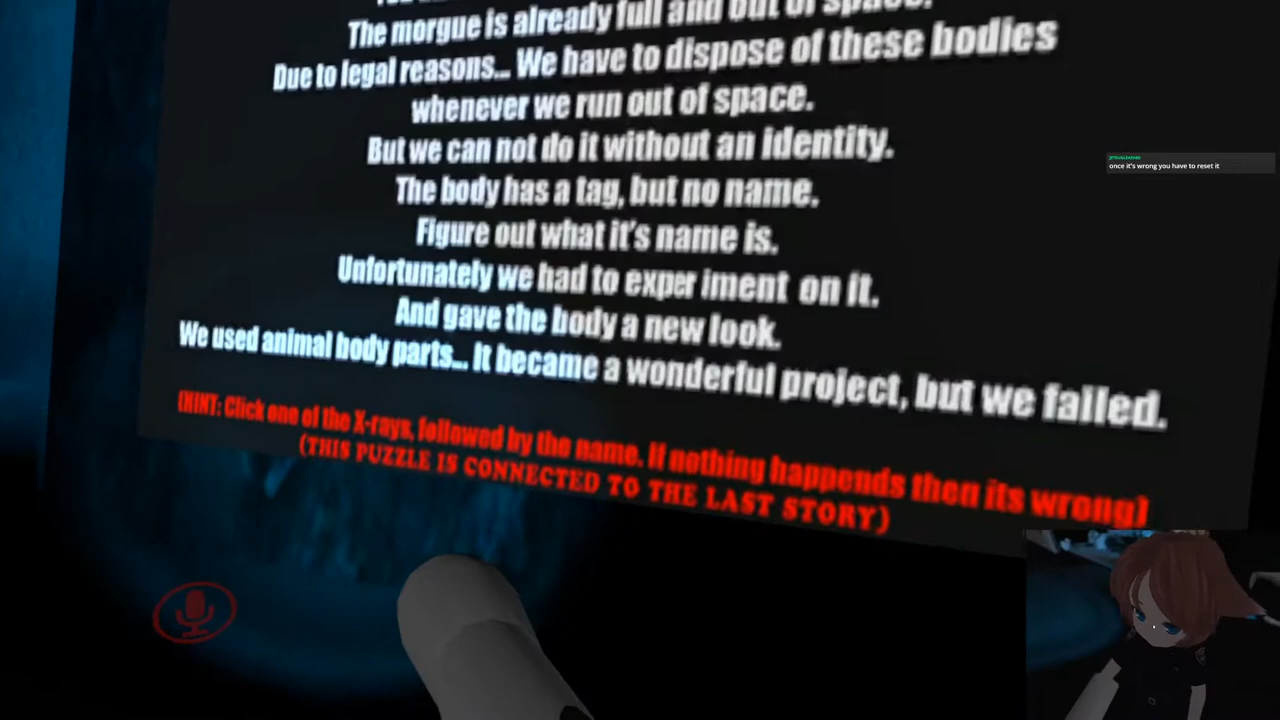 The morgue is already full and out of space.
Due to legal reasons... We have to dispose of these bodies
whenever we run out of space.
But we can not do it without an identity.
The body has a tag, but no name.
Figure out what it's name is.
Unfortunately we had to exper iment on it.
And gave the body a new look.
We used animal body parts... It became a wonderful project, but we failed.
(HINT: Click one of the X-rays, followed by the name. If nothing happends then its wrong)
(THIS PUZZLE IS CONNECTED TO THE LAST STORY)
once it's wrong you have to reset it